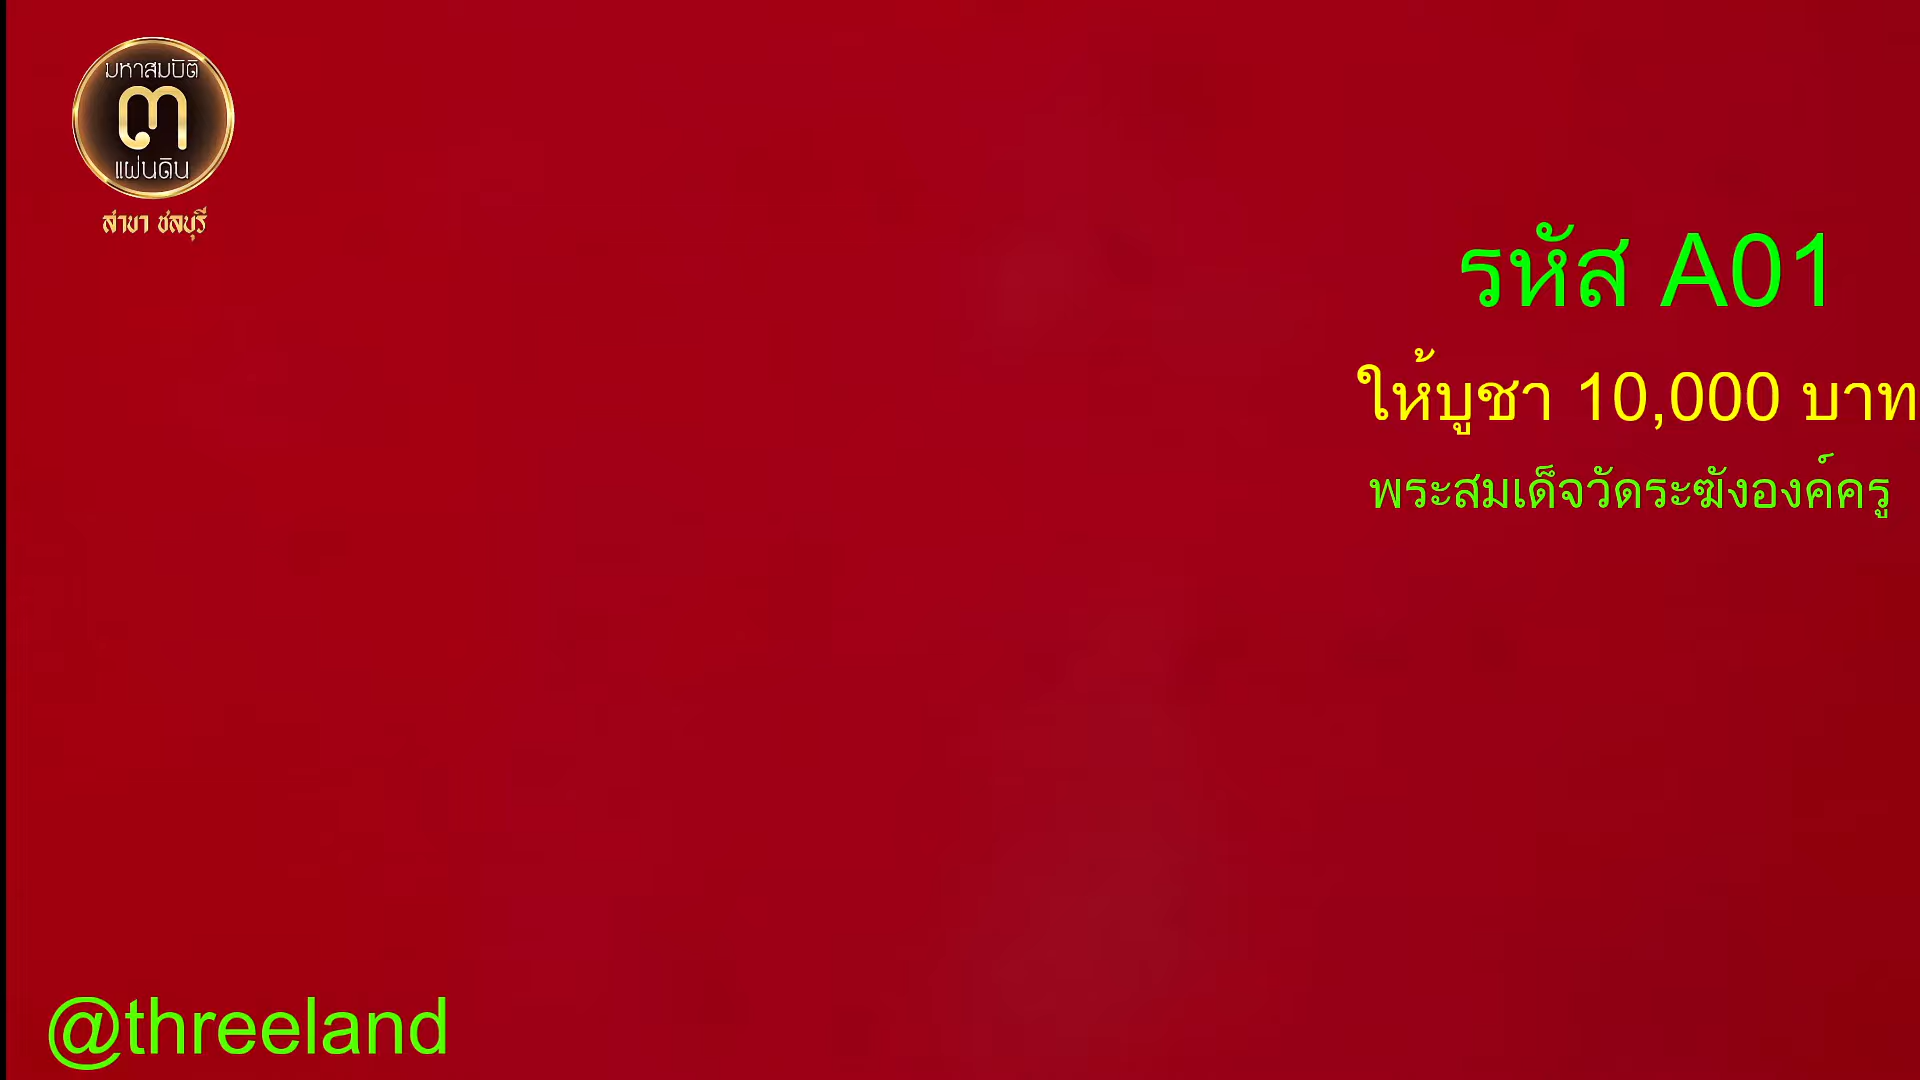 มหาสมบัติ
๓
แผ่นดิน
สาขา ชลบุรี
รหัส A01
ให้บูชา 10,000 บาท
พระสมเด็จวัดระฆังองค์ครู
@threeland